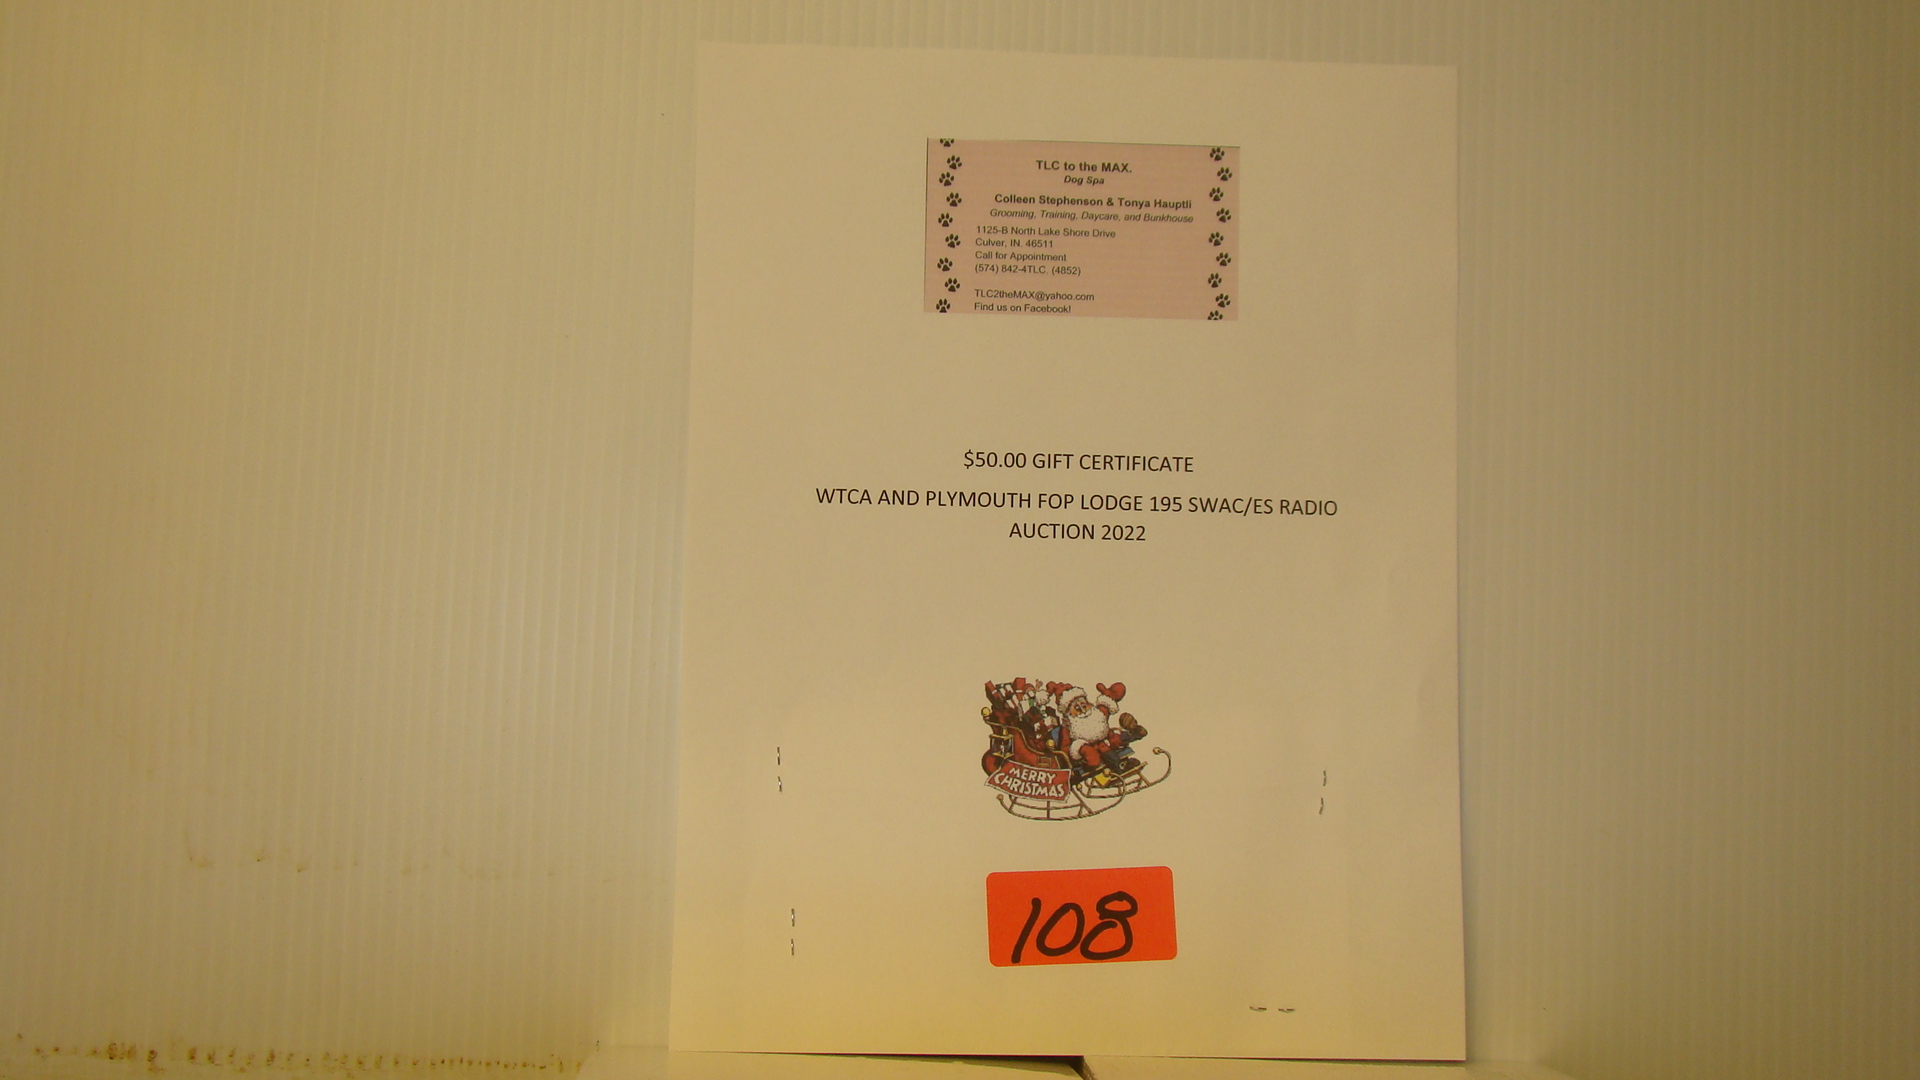 TLC to the MAX.
Dog Spa
Colleen Stephenson & Tonya Hauptli
Grooming, Training, Daycare, and Bunkhouse
1125-B North Lake Shore Drive
Culver, IN. 46511
Call for Appointment
(574) 842-4TLC. (4852)
TLC2theMAX@yahoo.com
Find us on Facebook!
$50.00 GIFT CERTIFICATE
WTCA AND PLYMOUTH FOP LODGE 195 SWAC/ES RADIO
AUCTION 2022
MERRY
CHRISTMAS
108